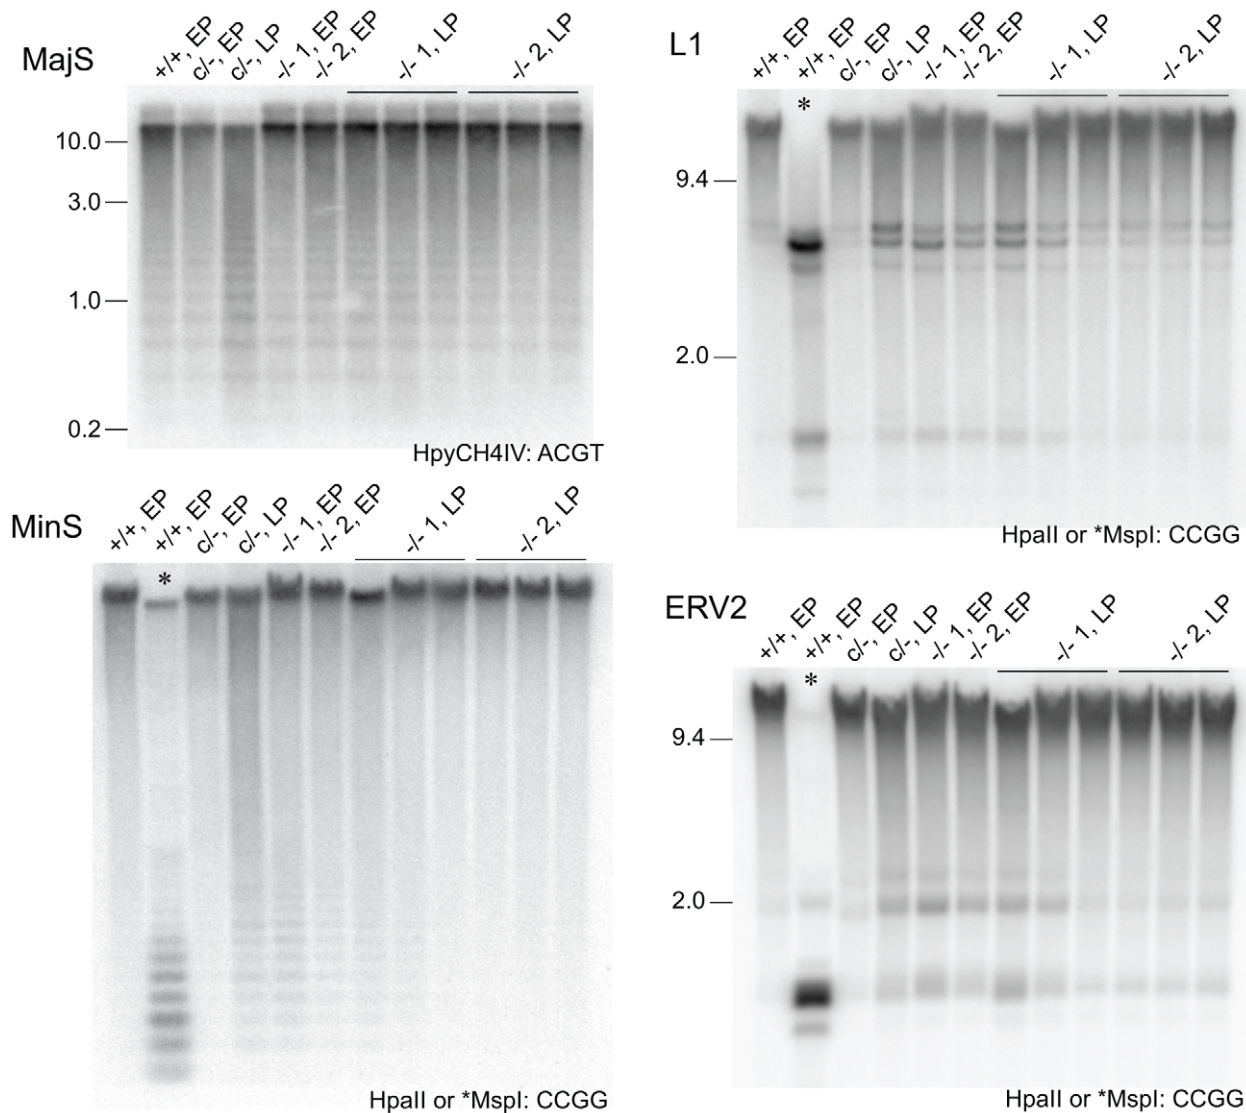 MajS
+/+, EP
c/-, EP
c/-, LP
-/- 1, EP
-/- 2, EP
-/- 1, LP
-/- 2, LP
10.0
3.0
1.0
0.2
HpyCH4IV: ACGT
L1
+/+, EP
+/+, EP
c/-, EP
c/-, LP
-/- 1, EP
-/- 2, EP
-/- 1, LP
-/- 2, LP
*
9.4
2.0
HpaII or *MspI: CCGG
MinS
+/+, EP
+/+, EP
c/-, EP
c/-, LP
-/- 1, EP
-/- 2, EP
-/- 1, LP
-/- 2, LP
*
HpaII or *MspI: CCGG
ERV2
+/+, EP
+/+, EP
c/-, EP
c/-, LP
-/- 1, EP
-/- 2, EP
-/- 1, LP
-/- 2, LP
*
9.4
2.0
HpaII or *MspI: CCGG